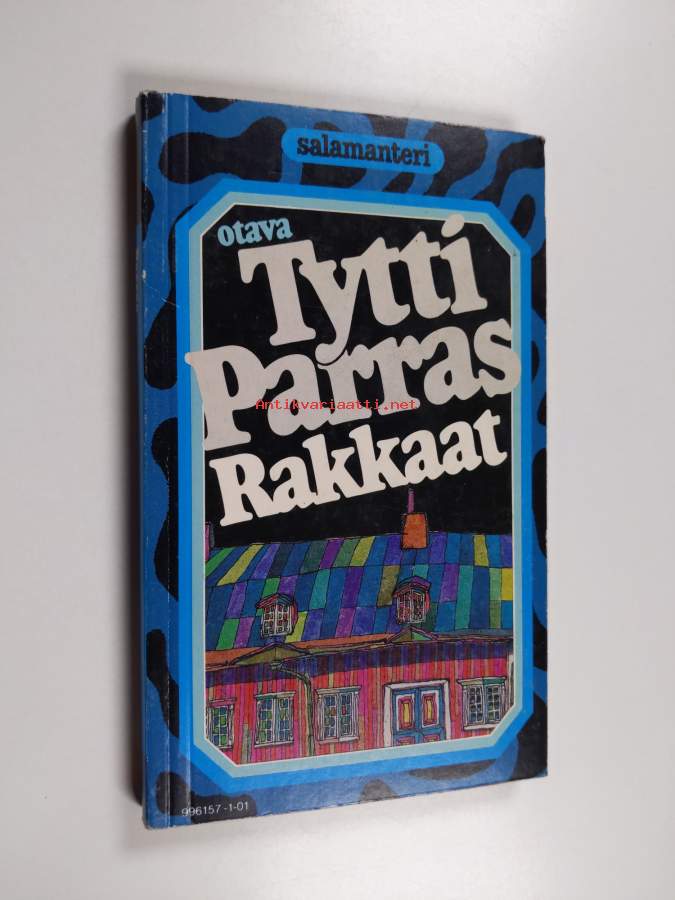 salamanteri
otava
Tytti
Parras
Antikvariaatti.net
Rakkaat
996157-1-01